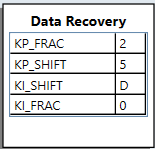 Data Recovery
KP_FRAC 2
KP_SHIFT 5
KI_SHIFT D
KI_FRAC 0